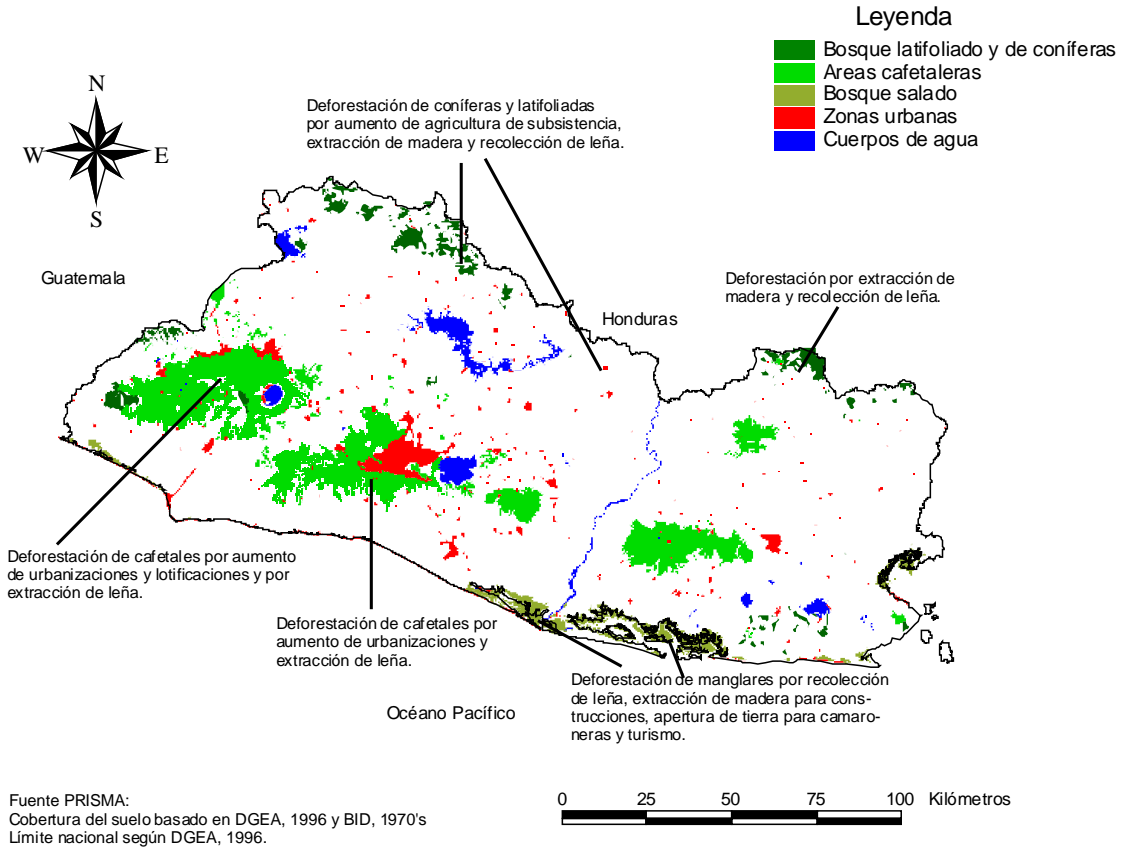 Leyenda
Bosque latifoliado y de coníferas
Areas cafetaleras
Bosque salado
Zonas urbanas
Cuerpos de agua
N
W
E
S
Deforestación de coníferas y latifoliadas
por aumento de agricultura de subsistencia,
extracción de madera y recolección de leña.
Guatemala
Deforestación por extracción de
madera y recolección de leña.
Honduras
Deforestación de cafetales por aumento
de urbanizaciones y lotificaciones y por
extracción de leña.
Deforestación de cafetales por
aumento de urbanizaciones y
extracción de leña.
Deforestación de manglares por recolección
de leña, extracción de madera para cons-
trucciones, apertura de tierra para camaro-
neras y turismo.
Océano Pacífico
Fuente PRISMA:
Cobertura del suelo basado en DGEA, 1996 y BID, 1970's
Límite nacional según DGEA, 1996.
0 25 50 75 100 Kilómetros